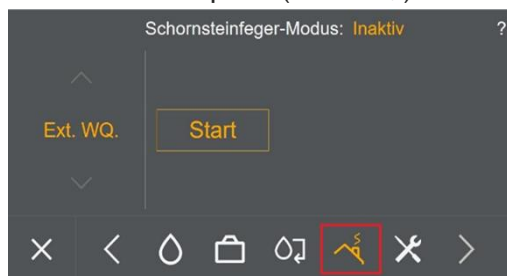 Schornsteinfeger-Modus: Inaktiv ?
Ext. WQ. Start